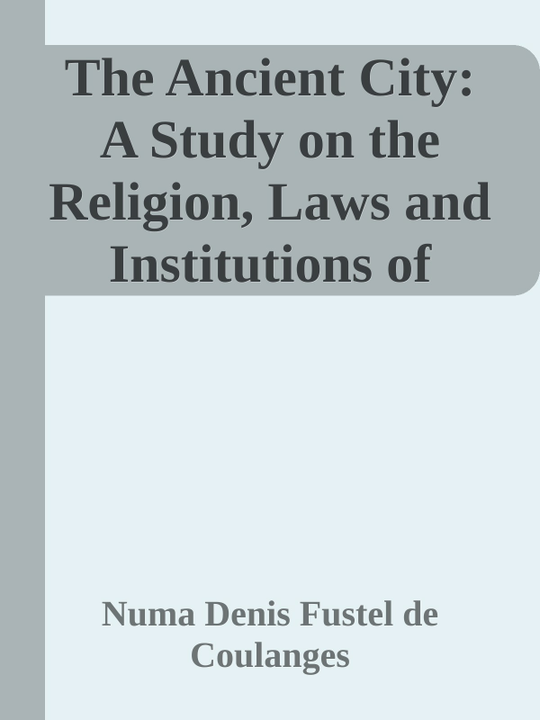 The Ancient City:
A Study on the
Religion, Laws and
Institutions of
Numa Denis Fustel de
Coulanges